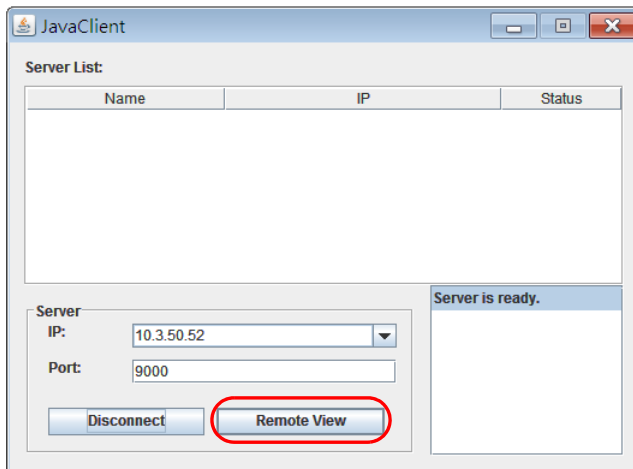 JavaClient
Server List:
Name IP Status
Server is ready.
Server
IP: 10.3.50.52
Port: 9000
Disconnect Remote View